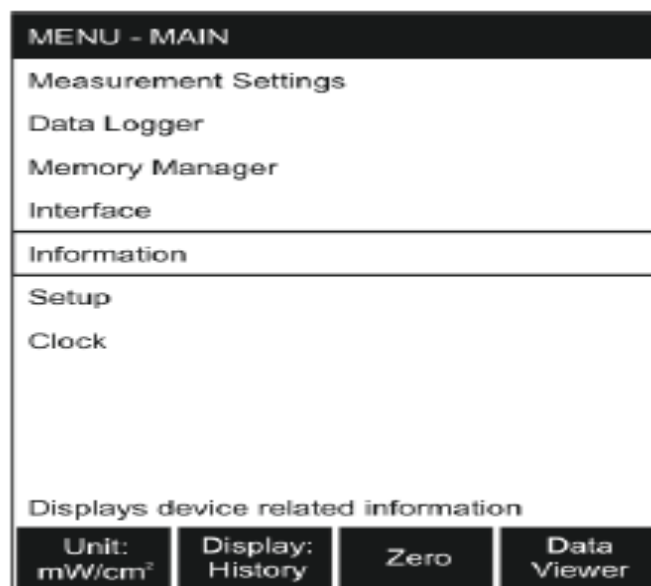 MENU - MAIN
Measurement Settings
Data Logger
Memory Manager
Interface
Information
Setup
Clock
Displays device related information
Unit: Display: Zero Data
mW/cm² History Viewer